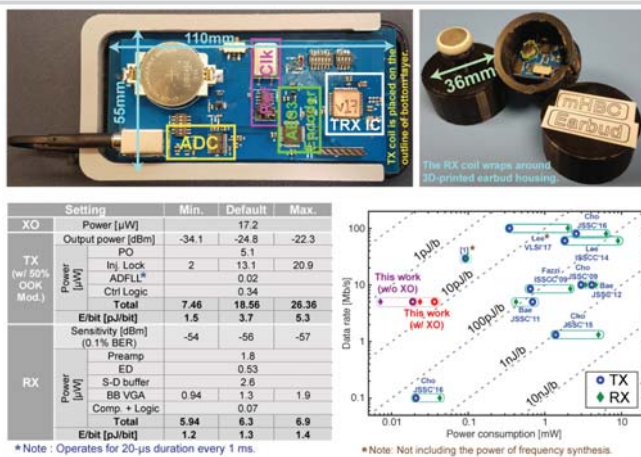 110mm
55mm
Clk
ADC
TRX IC
TX coil is placed on the
outline of bottom layer.
36mm
mHBC
Earbud
The RX coil wraps around
3D-printed earbud housing.
Setting Min. Default Max.
XO Power [µW] 17.2
TX (w/ 50% OOK Mod.)
Output power [dBm] -34.1 -24.8 -22.3
Power [µW]
PO 5.1
Inj. Lock 2 13.1 20.9
ADFLL* 0.02
Ctrl Logic 0.34
Total 7.46 18.56 26.36
E/bit [pJ/bit] 1.5 3.7 5.3
RX
Sensitivity [dBm] (0.1% BER) -54 -56 -57
Power [µW]
Preamp 1.8
ED 0.53
S-D buffer 2.6
BB VGA 0.94 1.3 1.9
Comp. + Logic 0.07
Total 5.94 6.3 6.9
E/bit [pJ/bit] 1.2 1.3 1.4
*Note : Operates for 20-µs duration every 1 ms.
Data rate [Mb/s]
100
10
1
0.1
1pJ/b
10pJ/b
100pJ/b
1nJ/b
10nJ/b
[1]*
Cho
JSSC'16
Lee*
VLSI'17
Lee
ISSCC'14
This work
(w/o XO)
This work
(w/ XO)
Fazzi
ISSCC'09
Cho
JSSC'09
Bae
JSSC'12
Bae
JSSC'11
Cho
JSSC'15
Cho
JSSC'16
TX
RX
0.01 0.1 1 10
Power consumption [mW]
*Note: Not including the power of frequency synthesis.